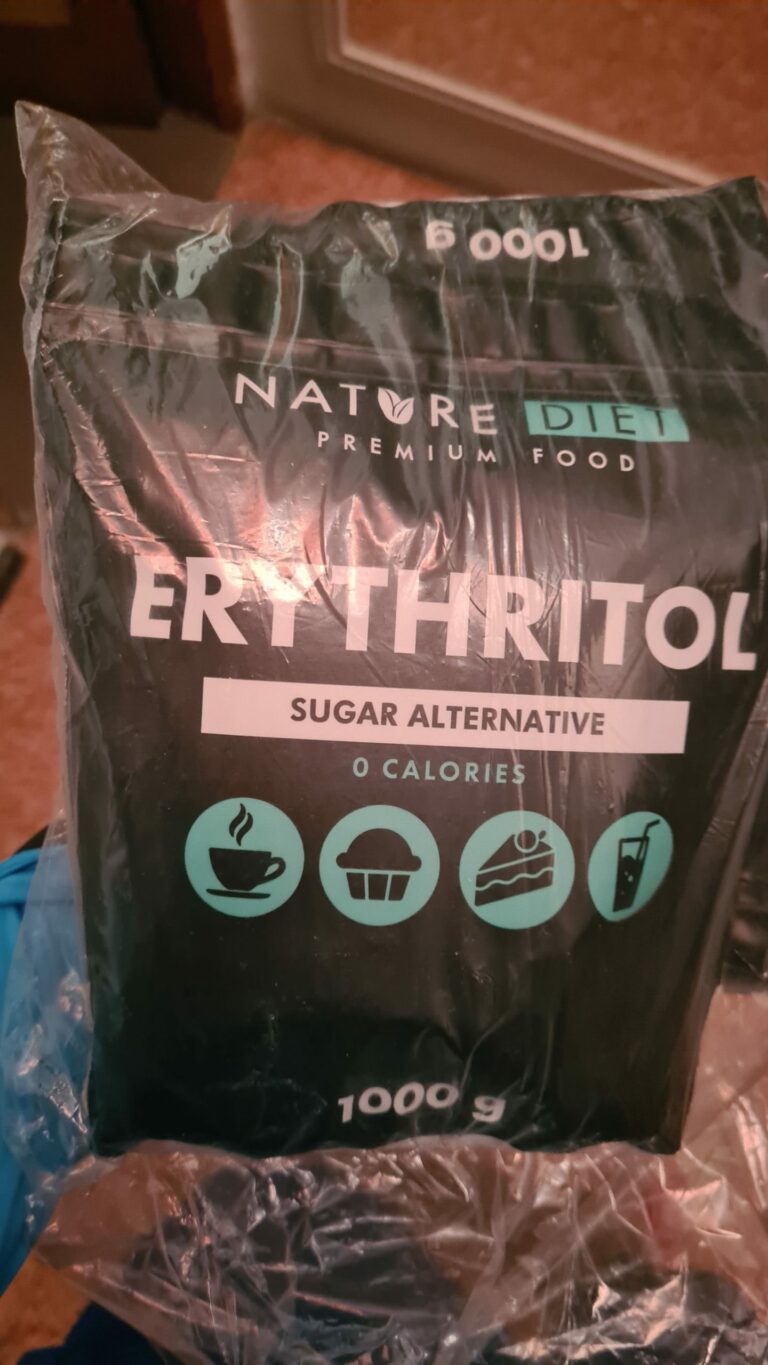 1000 g
NATURE DIET
PREMIUM FOOD
ERYTHRITOL
SUGAR ALTERNATIVE
0 CALORIES
1000 g